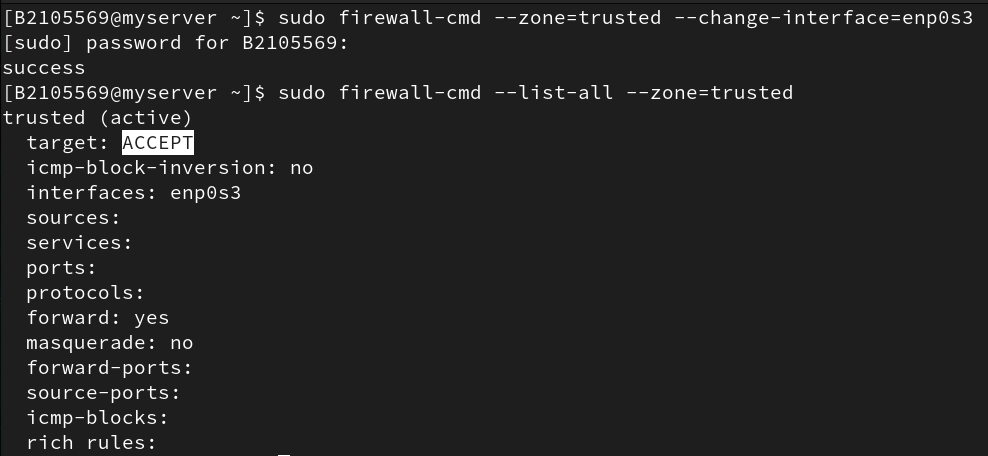 [B2105569@myserver ~]$ sudo firewall-cmd --zone=trusted --change-interface=enp0s3
[sudo] password for B2105569:
success
[B2105569@myserver ~]$ sudo firewall-cmd --list-all --zone=trusted
trusted (active)
  target: ACCEPT
  icmp-block-inversion: no
  interfaces: enp0s3
  sources:
  services:
  ports:
  protocols:
  forward: yes
  masquerade: no
  forward-ports:
  source-ports:
  icmp-blocks:
  rich rules: